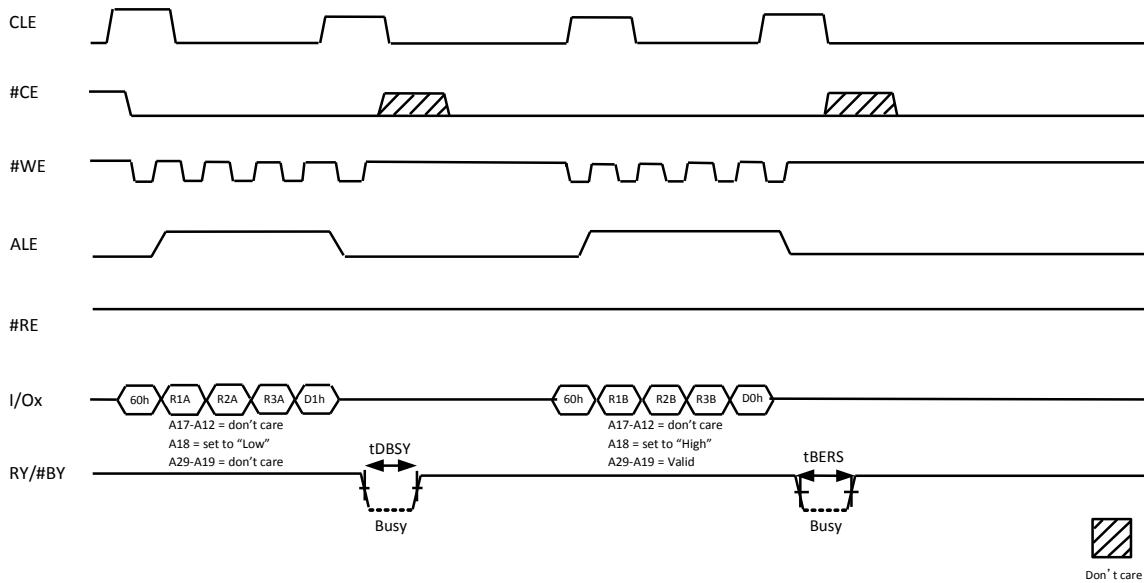 CLE
#CE
#WE
ALE
#RE
I/Ox
60h R1A R2A R3A D1h 60h R1B R2B R3B D0h
A17-A12 = don't care
A18 = set to "Low"
A29-A19 = don't care
A17-A12 = don't care
A18 = set to "High"
A29-A19 = Valid
RY/#BY
tDBSY
Busy
tBERS
Busy
Don't care